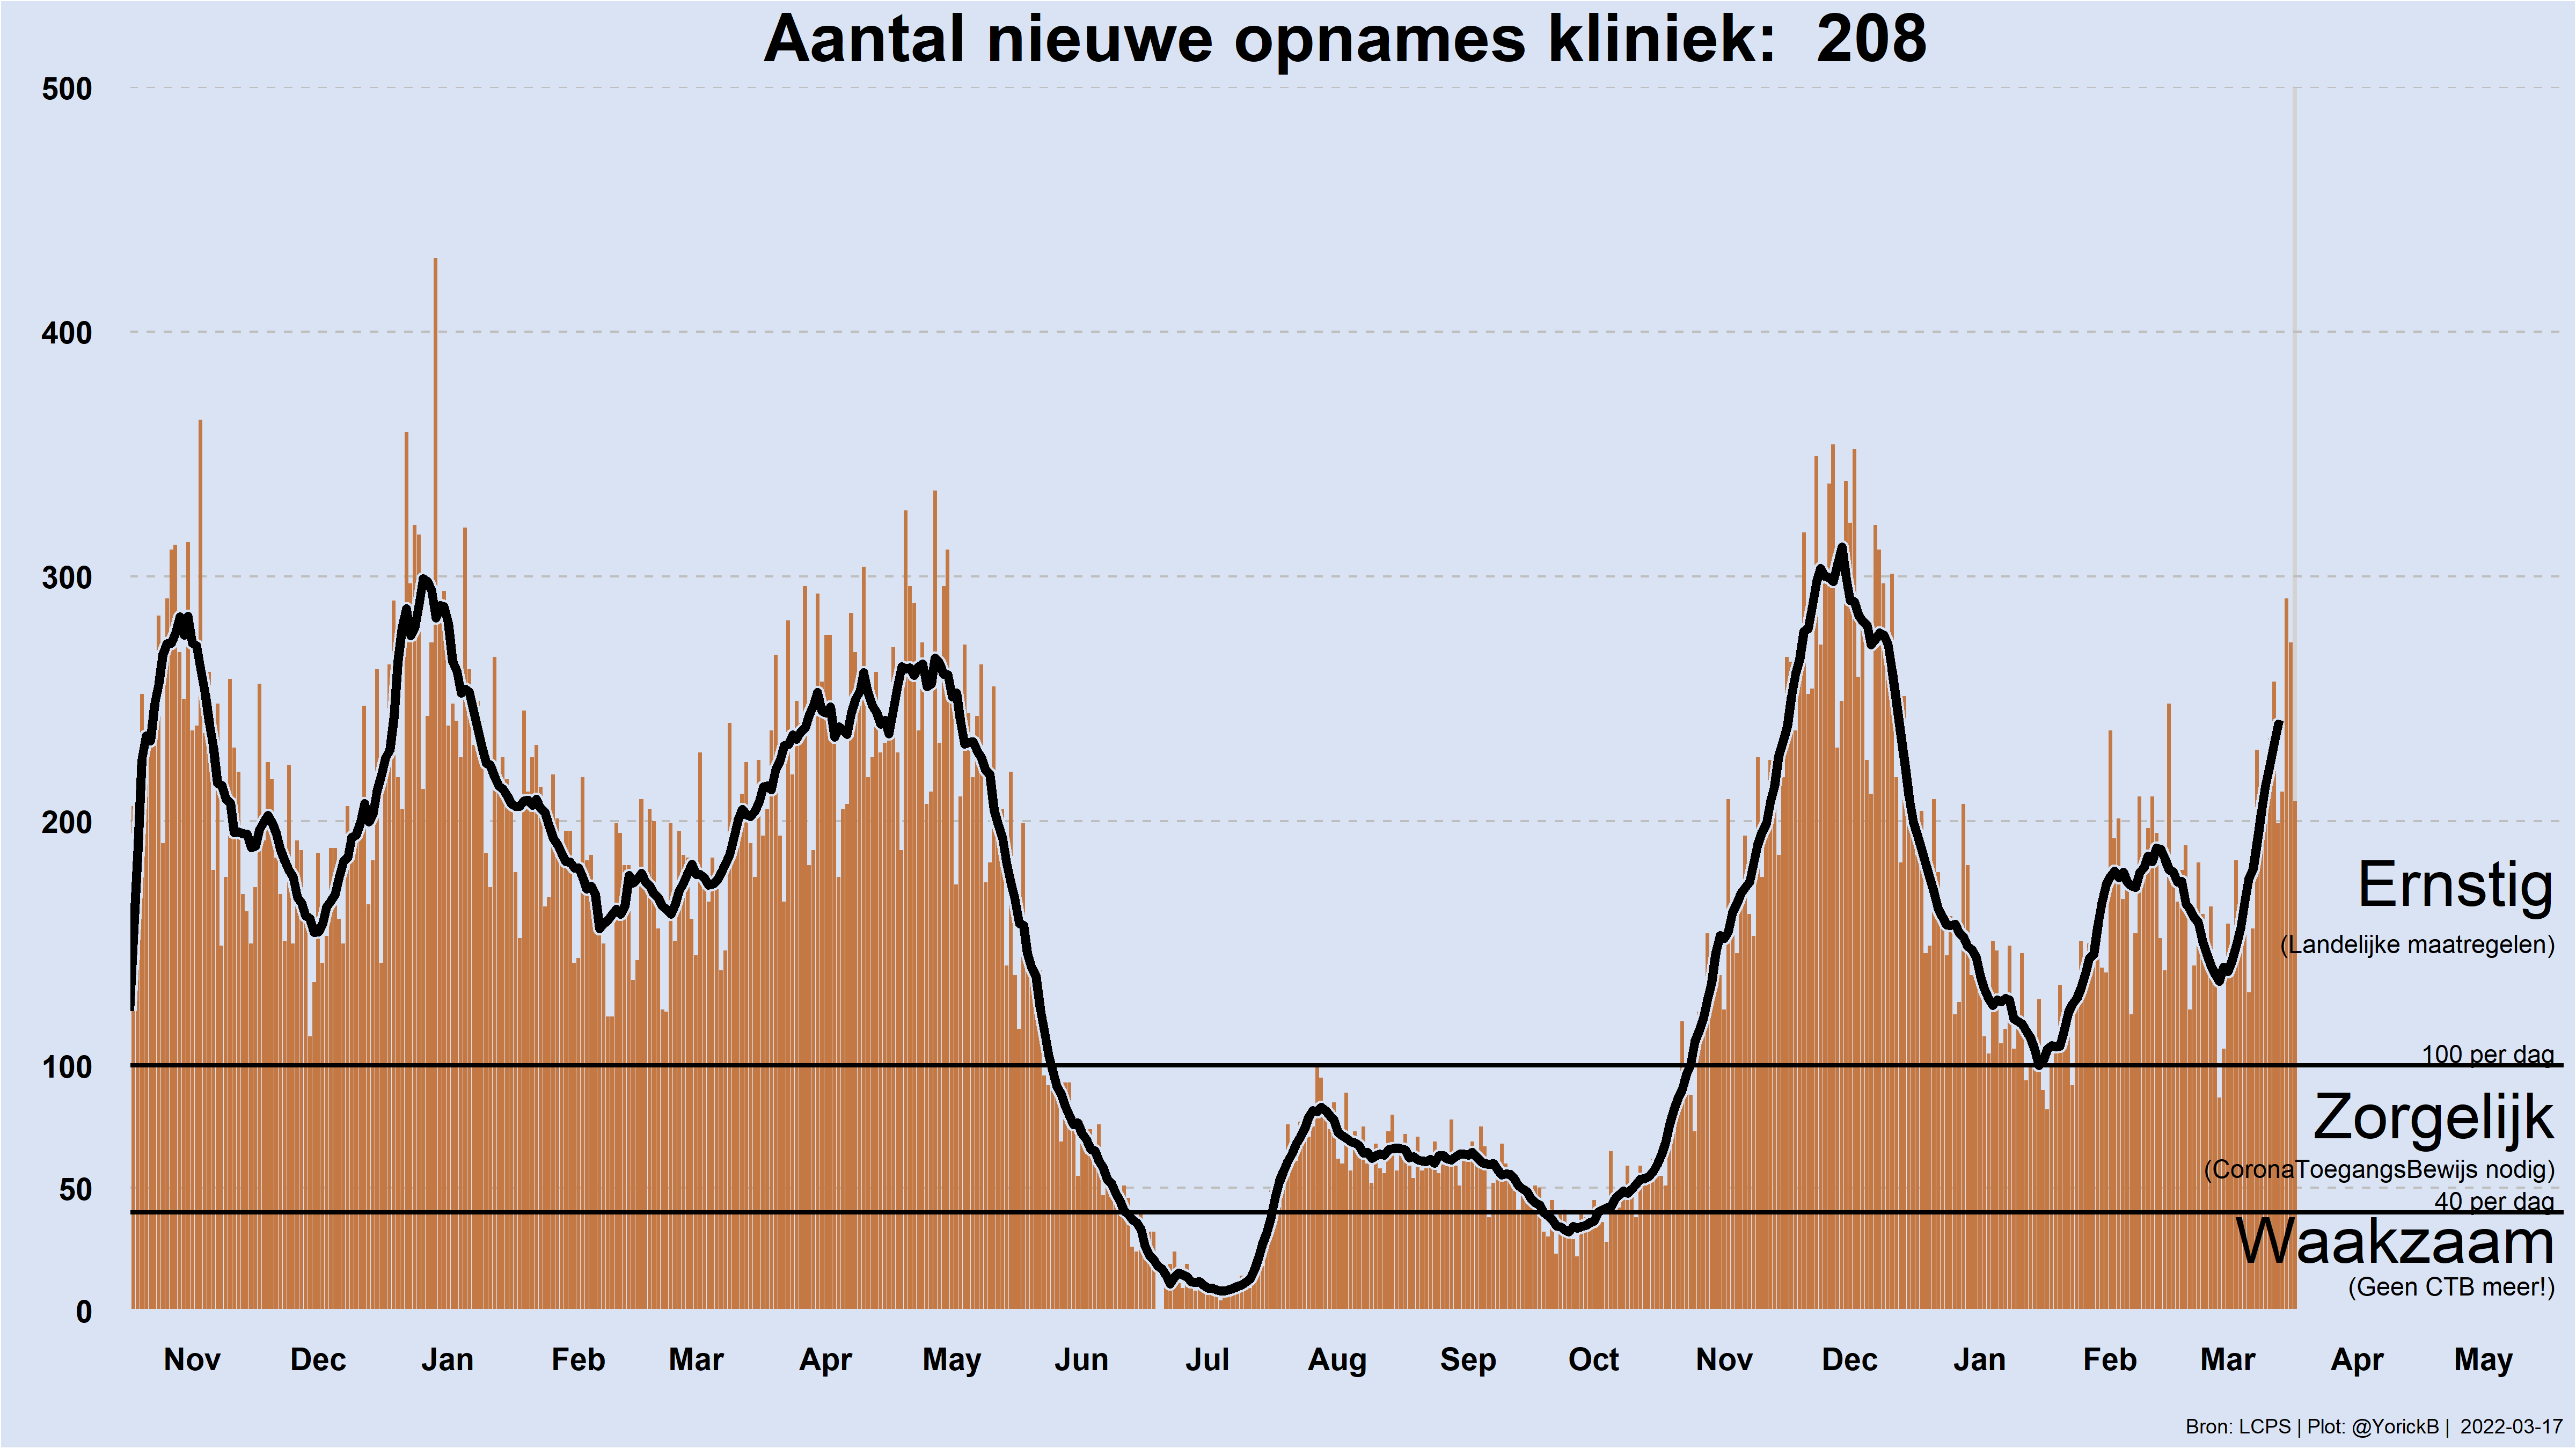 Aantal nieuwe opnames kliniek: 208
500
400
300
200
100
50
0
Ernstig
(Landelijke maatregelen)
100 per dag
Zorgelijk
(CoronaToegangsBewijs nodig)
40 per dag
Waakzaam
(Geen CTB meer!)
Nov Dec Jan Feb Mar Apr May Jun Jul Aug Sep Oct Nov Dec Jan Feb Mar Apr May
Bron: LCPS | Plot: @YorickB | 2022-03-17